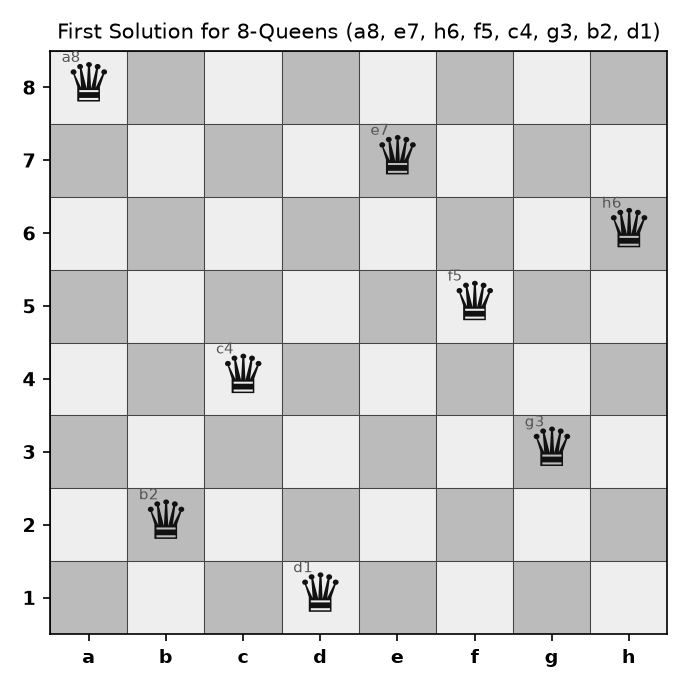 First Solution for 8-Queens (a8, e7, h6, f5, c4, g3, b2, d1)
a8
8
e7
7
h6
6
f5
5
c4
4
g3
3
b2
2
d1
1
a b c d e f g h